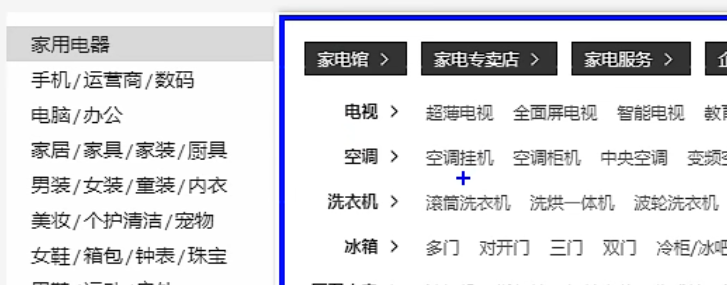 家用电器
手机/运营商/数码
电脑/办公
家居/家具/家装/厨具
男装/女装/童装/内衣
美妆/个护清洁/宠物
女鞋/箱包/钟表/珠宝
家电馆 > 家电专卖店 > 家电服务 >
电视 > 超薄电视 全面屏电视 智能电视
空调 > 空调挂机 空调柜机 中央空调 变频
洗衣机 > 滚筒洗衣机 洗烘一体机 波轮洗衣机
冰箱 > 多门 对开门 三门 双门 冷柜/冰吧